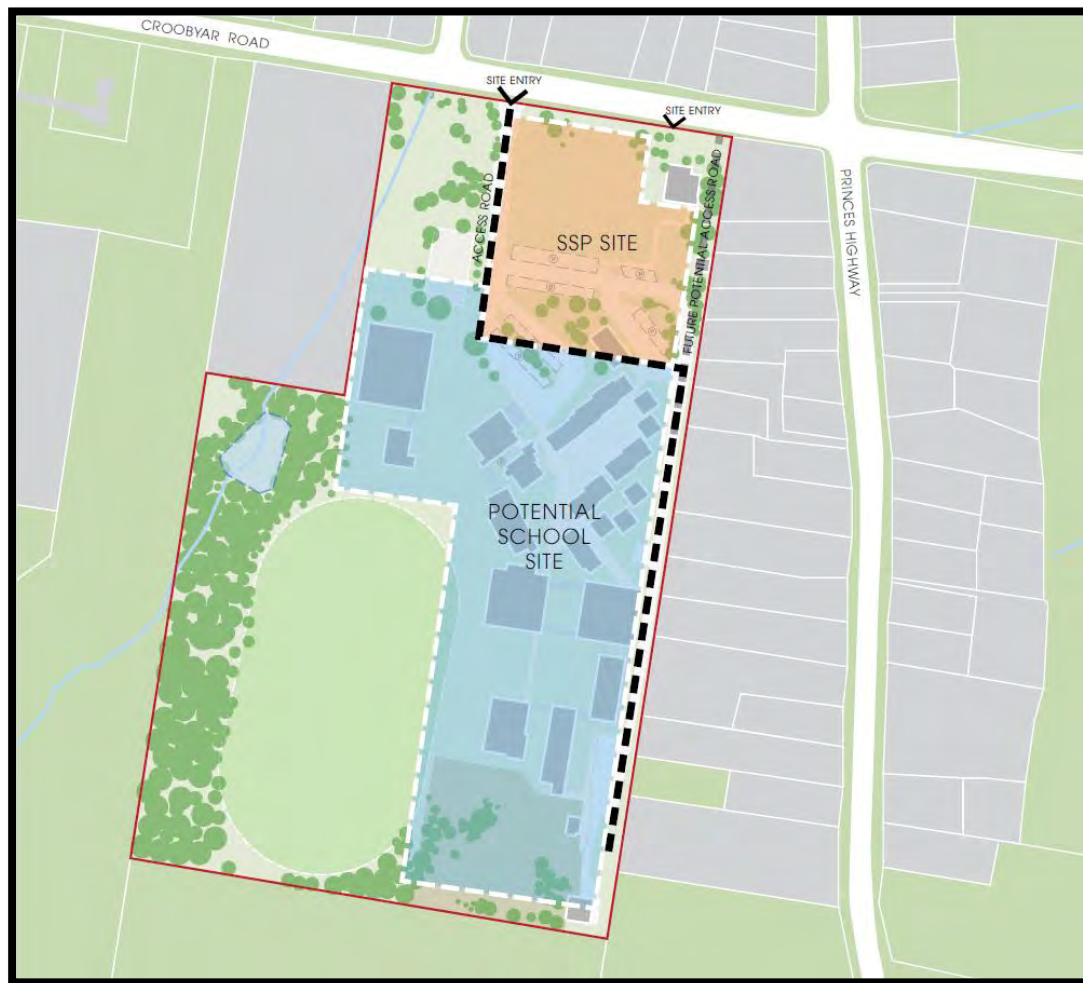 CROOBYAR ROAD
SITE ENTRY
SITE ENTRY
ACCESS ROAD
SSP SITE
FUTURE POTENTIAL ACCESS ROAD
PRINCES HIGHWAY
POTENTIAL
SCHOOL
SITE